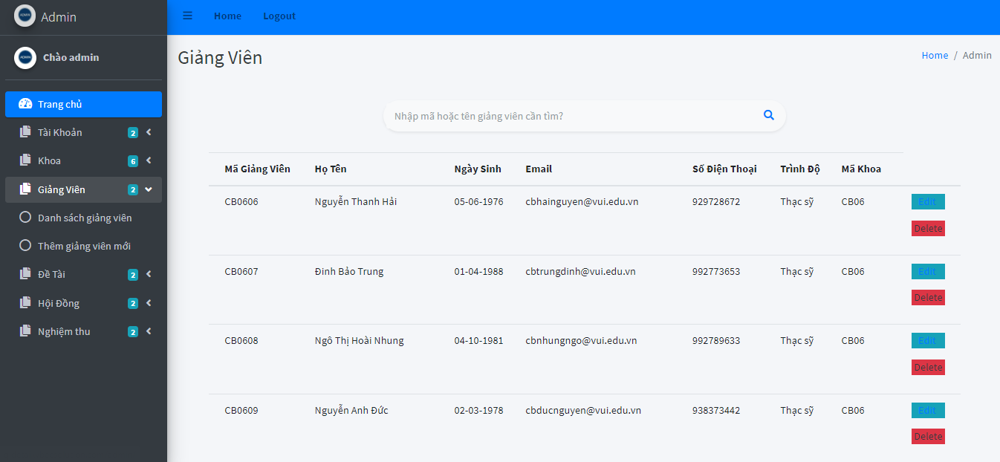 Admin
Home Logout
Chào admin
Giảng Viên
Home / Admin
Trang chủ
Tài Khoản 2
Khoa 6
Giảng Viên 2
Danh sách giảng viên
Thêm giảng viên mới
Đề Tài 2
Hội Đồng 2
Nghiệm thu 2
Nhập mã hoặc tên giảng viên cần tìm?
Mã Giảng Viên Họ Tên Ngày Sinh Email Số Điện Thoại Trình Độ Mã Khoa
CB0606 Nguyễn Thanh Hải 05-06-1976 cbhainguyen@vui.edu.vn 929728672 Thạc sỹ CB06 Edit
Delete
CB0607 Đinh Bảo Trung 01-04-1988 cbtrungdinh@vui.edu.vn 992773653 Thạc sỹ CB06 Edit
Delete
CB0608 Ngô Thị Hoài Nhung 04-10-1981 cbnhungngo@vui.edu.vn 992789633 Thạc sỹ CB06 Edit
Delete
CB0609 Nguyễn Anh Đức 02-03-1978 cbducnguyen@vui.edu.vn 938373442 Thạc sỹ CB06 Edit
Delete